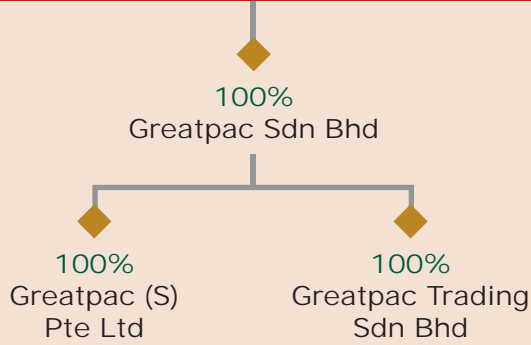 100%
Greatpac Sdn Bhd
100%
Greatpac (S)
Pte Ltd
100%
Greatpac Trading
Sdn Bhd